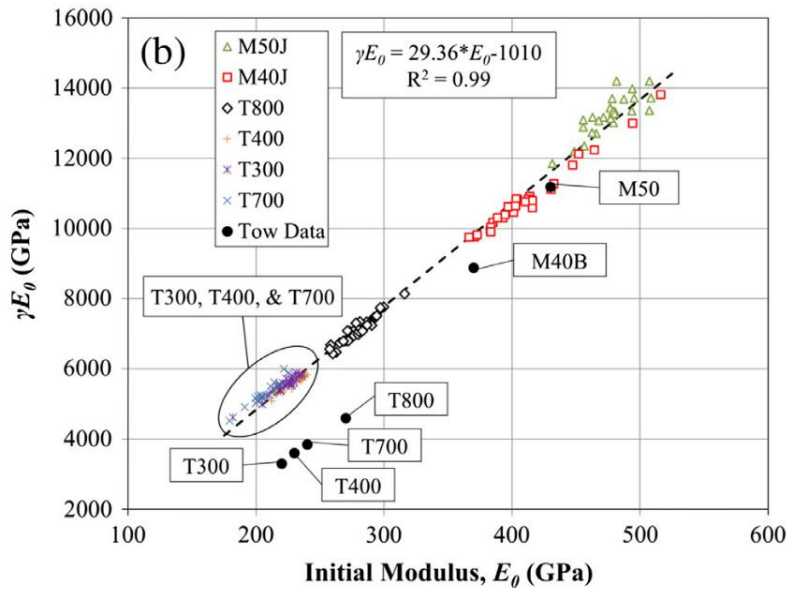 (b)
M50J
M40J
T800
T400
T300
T700
Tow Data
γE₀ = 29.36*E₀-1010
R² = 0.99
16000
14000
12000
10000
8000
6000
4000
2000
γE₀ (GPa)
M50
M40B
T300, T400, & T700
T800
T700
T300
T400
100
200
300
400
500
600
Initial Modulus, E₀ (GPa)